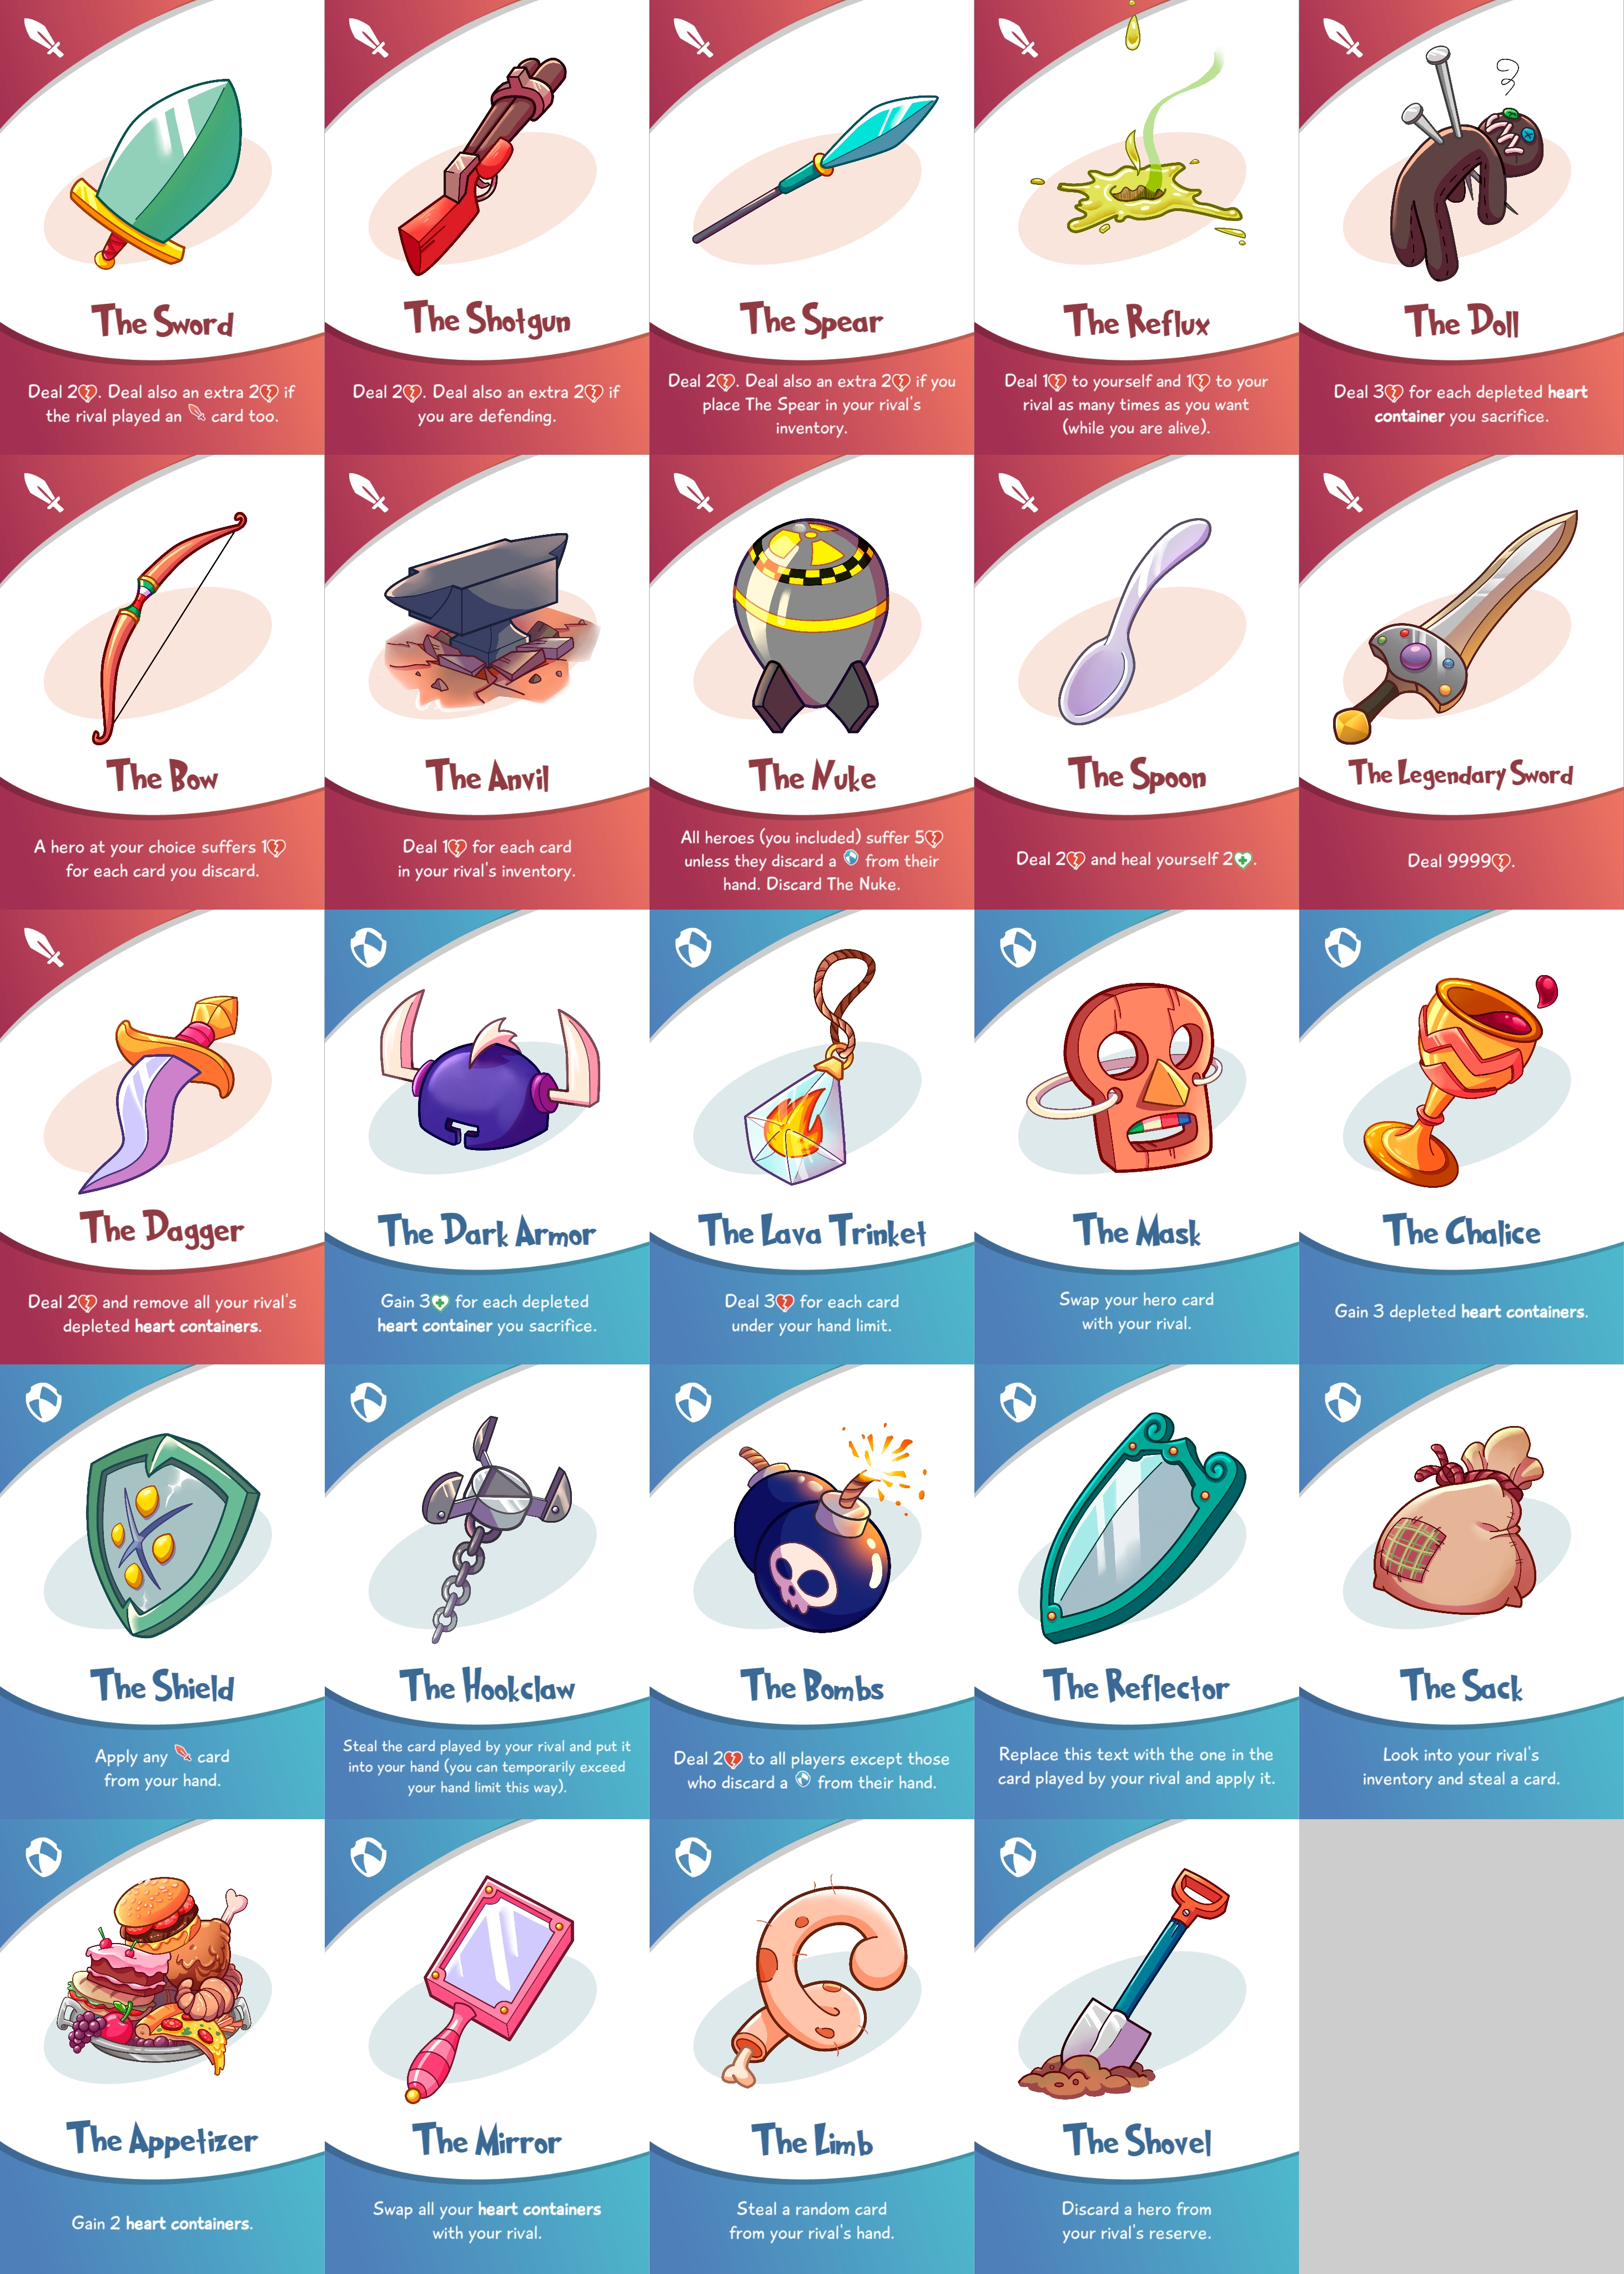 The Sword
Deal 2. Deal also an extra 2 if
the rival played an card too.
The Shotgun
Deal 2. Deal also an extra 2 if
you are defending.
The Spear
Deal 2. Deal also an extra 2 if you
place The Spear in your rival's
inventory.
The Reflux
Deal 1 to yourself and 1 to your
rival as many times as you want
(while you are alive).
The Doll
Deal 3 for each depleted heart
container you sacrifice.
The Bow
A hero at your choice suffers 1
for each card you discard.
The Anvil
Deal 1 for each card
in your rival's inventory.
The Nuke
All heroes (you included) suffer 5
unless they discard a from their
hand. Discard The Nuke.
The Spoon
Deal 2 and heal yourself 2.
The Legendary Sword
Deal 9999.
The Dagger
Deal 2 and remove all your rival's
depleted heart containers.
The Dark Armor
Gain 3 for each depleted
heart container you sacrifice.
The Lava Trinket
Deal 3 for each card
under your hand limit.
The Mask
Swap your hero card
with your rival.
The Chalice
Gain 3 depleted heart containers.
The Shield
Apply any card
from your hand.
The Hookclaw
Steal the card played by your rival and put it
into your hand (you can temporarily exceed
your hand limit this way).
The Bombs
Deal 2 to all players except those
who discard a from their hand.
The Reflector
Replace this text with the one in the
card played by your rival and apply it.
The Sack
Look into your rival's
inventory and steal a card.
The Appetizer
Gain 2 heart containers.
The Mirror
Swap all your heart containers
with your rival.
The Limb
Steal a random card
from your rival's hand.
The Shovel
Discard a hero from
your rival's reserve.